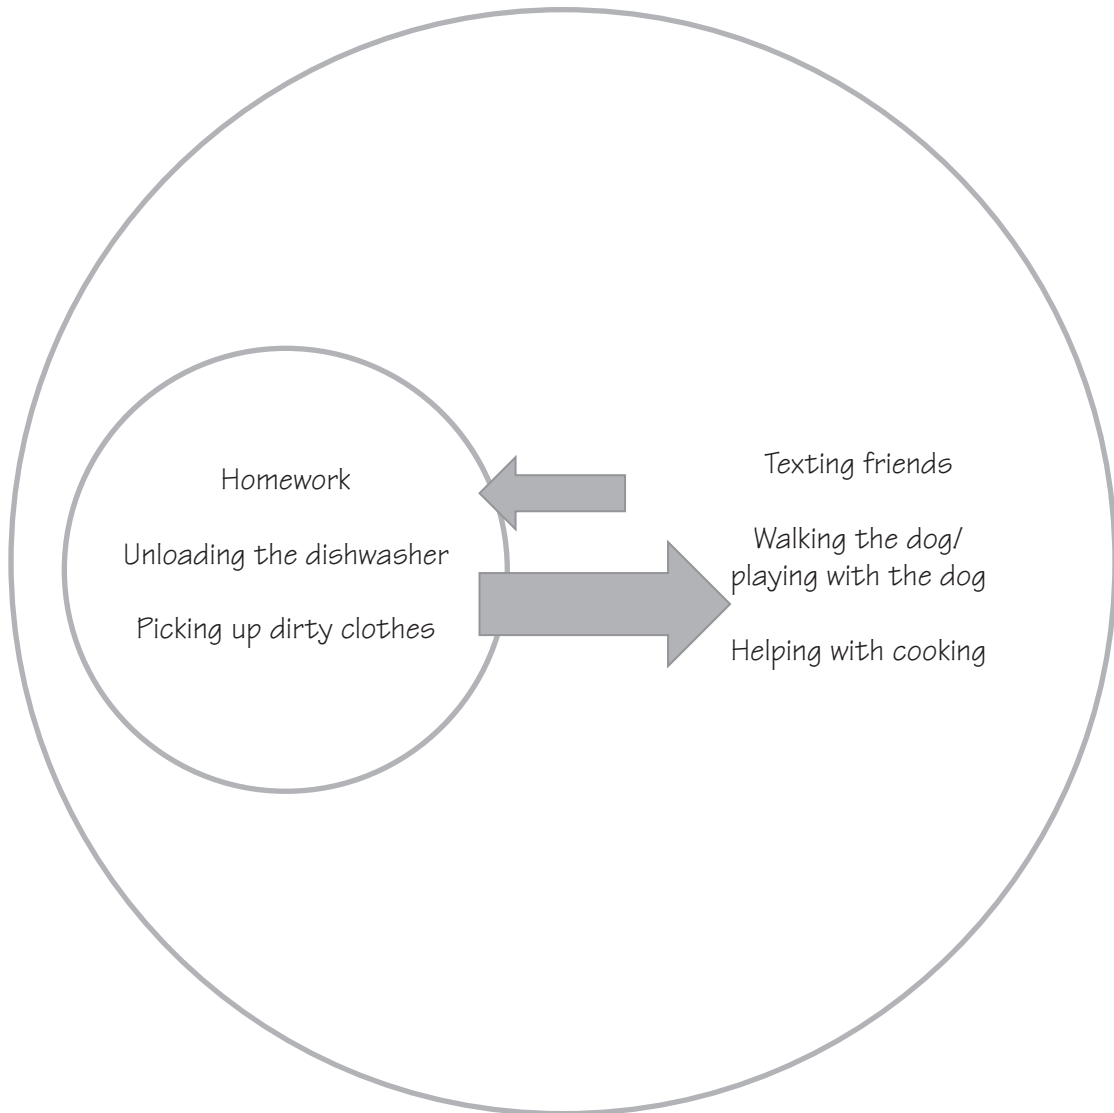 Homework
Unloading the dishwasher
Picking up dirty clothes
Texting friends
Walking the dog/
playing with the dog
Helping with cooking